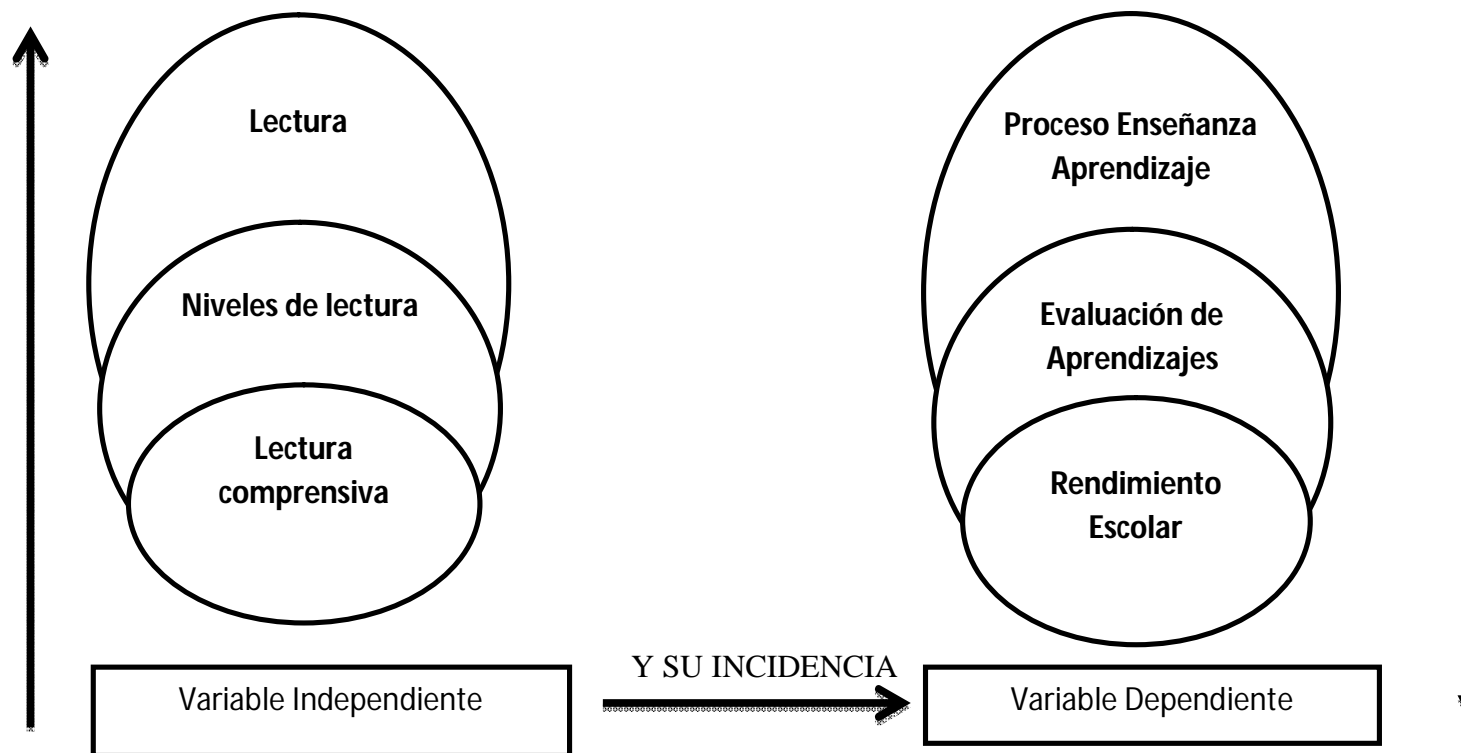 Lectura
Niveles de lectura
Lectura
comprensiva
Proceso Enseñanza
Aprendizaje
Evaluación de
Aprendizajes
Rendimiento
Escolar
Variable Independiente
Y SU INCIDENCIA
Variable Dependiente